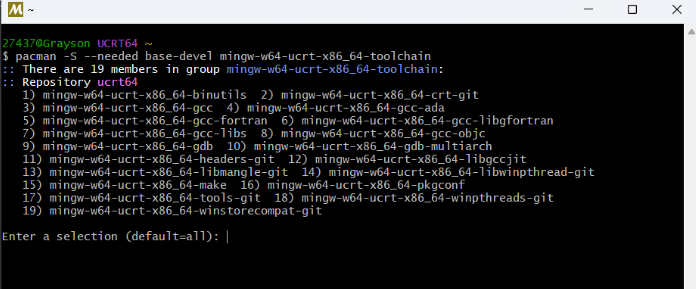 M ~
27437@Grayson UCRT64 ~
$ pacman -S --needed base-devel mingw-w64-ucrt-x86_64-toolchain
:: There are 19 members in group mingw-w64-ucrt-x86_64-toolchain:
:: Repository ucrt64
1) mingw-w64-ucrt-x86_64-binutils 2) mingw-w64-ucrt-x86_64-crt-git
3) mingw-w64-ucrt-x86_64-gcc 4) mingw-w64-ucrt-x86_64-gcc-ada
5) mingw-w64-ucrt-x86_64-gcc-fortran 6) mingw-w64-ucrt-x86_64-gcc-libgfortran
7) mingw-w64-ucrt-x86_64-gcc-libs 8) mingw-w64-ucrt-x86_64-gcc-objc
9) mingw-w64-ucrt-x86_64-gdb 10) mingw-w64-ucrt-x86_64-gdb-multiarch
11) mingw-w64-ucrt-x86_64-headers-git 12) mingw-w64-ucrt-x86_64-libgccjit
13) mingw-w64-ucrt-x86_64-libmangle-git 14) mingw-w64-ucrt-x86_64-libwinpthread-git
15) mingw-w64-ucrt-x86_64-make 16) mingw-w64-ucrt-x86_64-pkgconf
17) mingw-w64-ucrt-x86_64-tools-git 18) mingw-w64-ucrt-x86_64-winpthreads-git
19) mingw-w64-ucrt-x86_64-winstorecompat-git
Enter a selection (default=all):